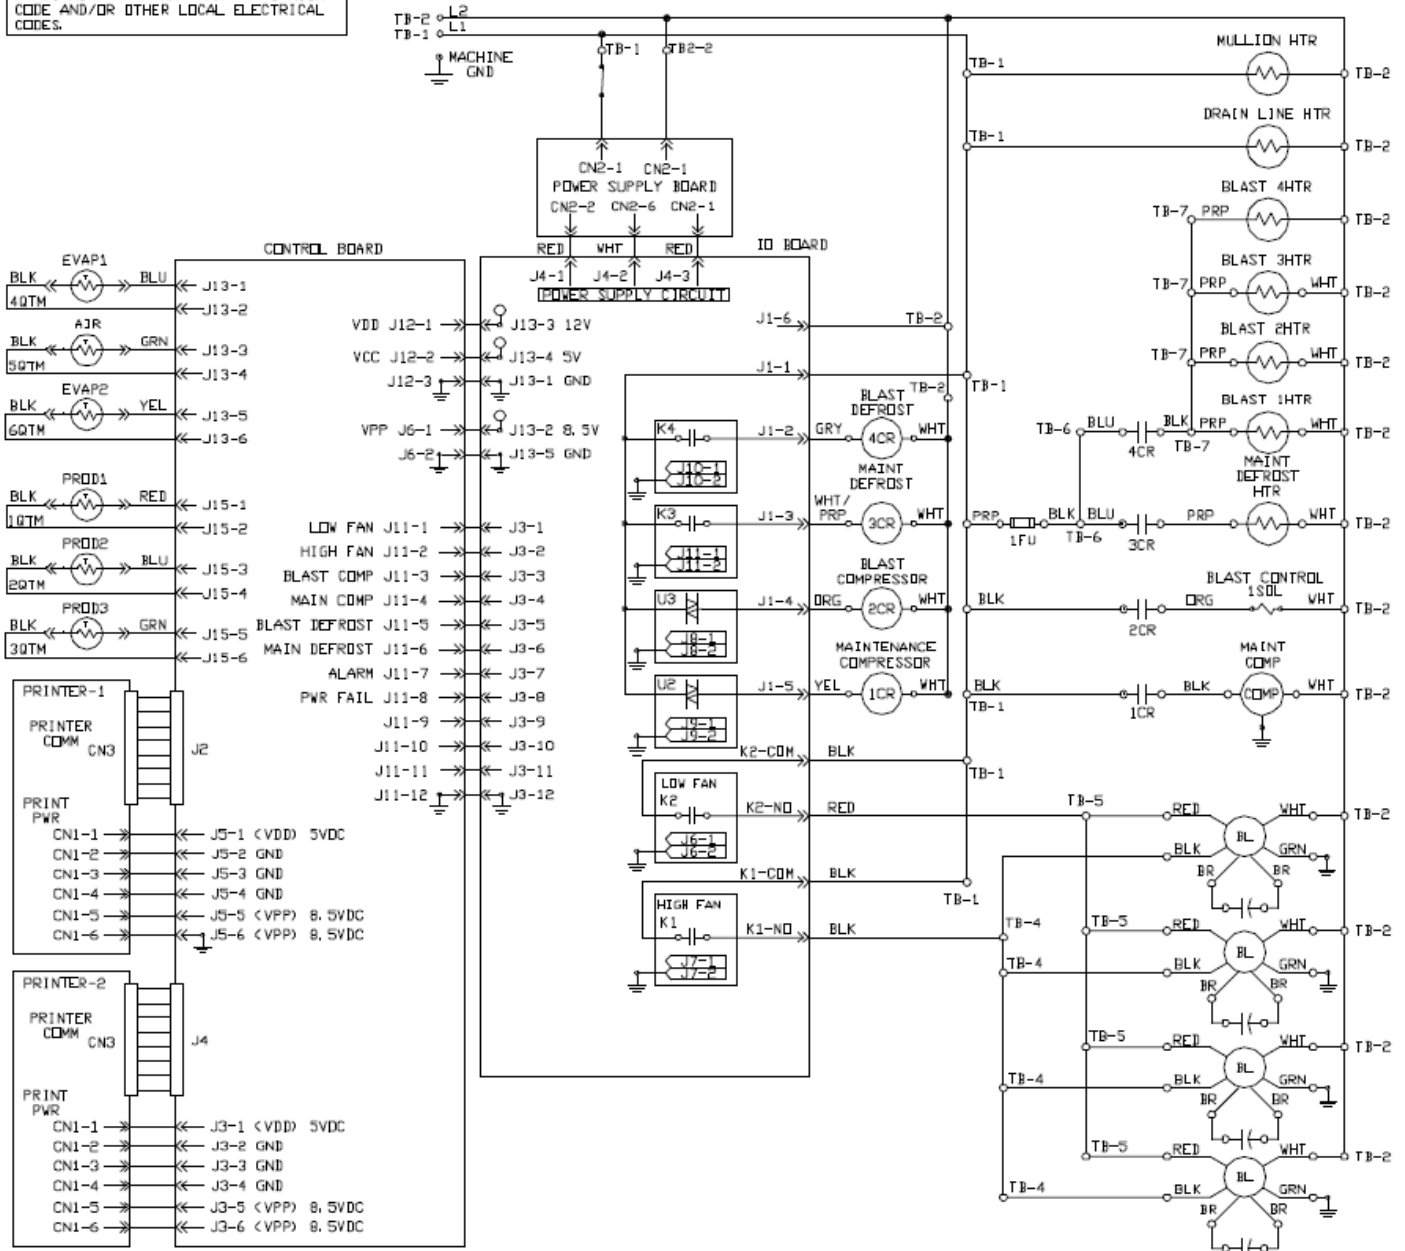 CODE AND/OR OTHER LOCAL ELECTRICAL
CODES.
TB-2 L2
TB-1 L1
MACHINE
GND
TB-1 TB2-2
CN2-1 CN2-1
POWER SUPPLY BOARD
CN2-2 CN2-6 CN2-1
RED WHT RED
IO BOARD
J4-1 J4-2 J4-3
POWER SUPPLY CIRCUIT
CONTROL BOARD
EVAP1
BLK BLU J13-1
4QTM J13-2
AIR
BLK GRN J13-3
5QTM J13-4
EVAP2
BLK YEL J13-5
6QTM J13-6
PROD1
BLK RED J15-1
1QTM J15-2
PROD2
BLK BLU J15-3
2QTM J15-4
PROD3
BLK GRN J15-5
3QTM J15-6
VDD J12-1 J13-3 12V
VCC J12-2 J13-4 5V
J12-3 J13-1 GND
VPP J6-1 J13-2 8.5V
J6-2 J13-5 GND
LOW FAN J11-1 J3-1
HIGH FAN J11-2 J3-2
BLAST COMP J11-3 J3-3
MAIN COMP J11-4 J3-4
BLAST DEFROST J11-5 J3-5
MAIN DEFROST J11-6 J3-6
ALARM J11-7 J3-7
PWR FAIL J11-8 J3-8
J11-9 J3-9
J11-10 J3-10
J11-11 J3-11
J11-12 J3-12
PRINTER-1
PRINTER
COMM
CN3 J2
PRINT
PWR
CN1-1 J5-1 (VDD) 5VDC
CN1-2 J5-2 GND
CN1-3 J5-3 GND
CN1-4 J5-4 GND
CN1-5 J5-5 (VPP) 8.5VDC
CN1-6 J5-6 (VPP) 8.5VDC
PRINTER-2
PRINTER
COMM
CN3 J4
PRINT
PWR
CN1-1 J3-1 (VDD) 5VDC
CN1-2 J3-2 GND
CN1-3 J3-3 GND
CN1-4 J3-4 GND
CN1-5 J3-5 (VPP) 8.5VDC
CN1-6 J3-6 (VPP) 8.5VDC
J1-6 TB-2
J1-1 TB-2 TB-1
BLAST
DEFROST
K4 J1-2 GRY 4CR WHT
J10-1
J10-2
MAINT
DEFROST
WHT/
PRP
K3 J1-3 3CR WHT
J11-1
J11-2
BLAST
COMPRESSOR
U3 J1-4 ORG 2CR WHT
J8-1
J8-2
MAINTENANCE
COMPRESSOR
U2 J1-5 YEL 1CR WHT
J9-1
J9-2
K2-COM BLK TB-1
LOW FAN
K2 K2-NO RED
J6-1
J6-2
K1-COM BLK TB-1
HIGH FAN
K1 K1-NO BLK
J7-1
J7-2
MULLION HTR
TB-1 TB-2
DRAIN LINE HTR
TB-1 TB-2
BLAST 4HTR
TB-7 PRP TB-2
BLAST 3HTR
TB-7 PRP WHT TB-2
BLAST 2HTR
TB-7 PRP WHT TB-2
BLAST 1HTR
TB-6 BLU 4CR BLK TB-7 PRP WHT TB-2
MAINT
DEFROST
HTR
PRP 1FU BLK TB-6 BLU 3CR PRP WHT TB-2
BLAST CONTROL
1SOL
BLK 2CR ORG WHT TB-2
MAINT
COMP
BLK TB-1 1CR BLK COMP WHT TB-2
TB-5 RED WHT TB-2
BL
BLK GRN
BR BR
TB-4
TB-5 RED WHT TB-2
BL
TB-4 BLK GRN
BR BR
TB-5 RED WHT TB-2
BL
TB-4 BLK GRN
BR BR
TB-5 RED WHT TB-2
BL
TB-4 BLK GRN
BR BR